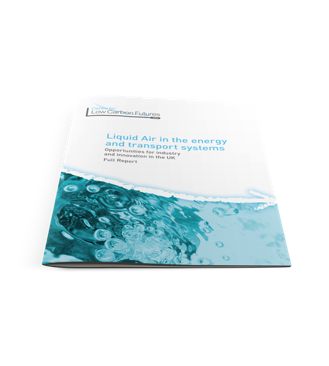 Low Carbon Futures
Liquid Air in the energy
and transport systems
Opportunities for industry
and innovation in the UK
Full Report